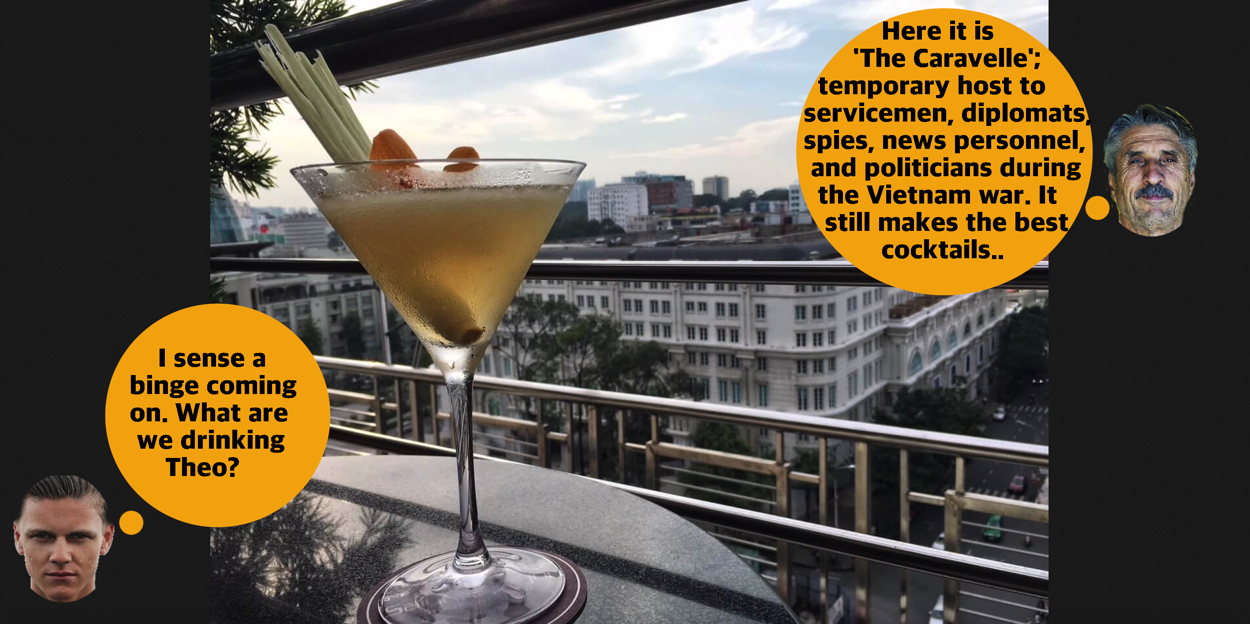 Here it is
'The Caravelle';
temporary host to
servicemen, diplomats,
spies, news personnel,
and politicians during
the Vietnam war. It
still makes the best
cocktails..
I sense a
binge coming
on. What are
we drinking
Theo?